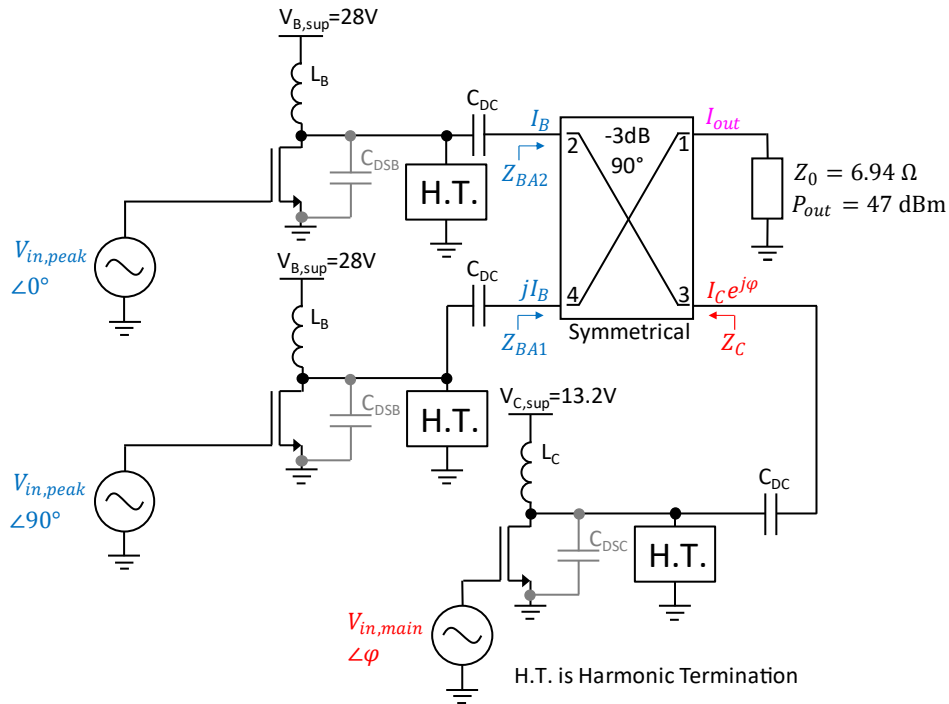 V_B,sup=28V
L_B
C_DC
C_DSB
H.T.
I_B
Z_BA2
2
-3dB
90°
1
I_out
Z_0 = 6.94 Ω
P_out = 47 dBm
V_in,peak
∠0°
V_B,sup=28V
L_B
C_DC
C_DSB
H.T.
jI_B
Z_BA1
4
3
Symmetrical
I_C e^jφ
Z_C
V_in,peak
∠90°
V_C,sup=13.2V
L_C
C_DC
C_DSC
H.T.
V_in,main
∠φ
H.T. is Harmonic Termination